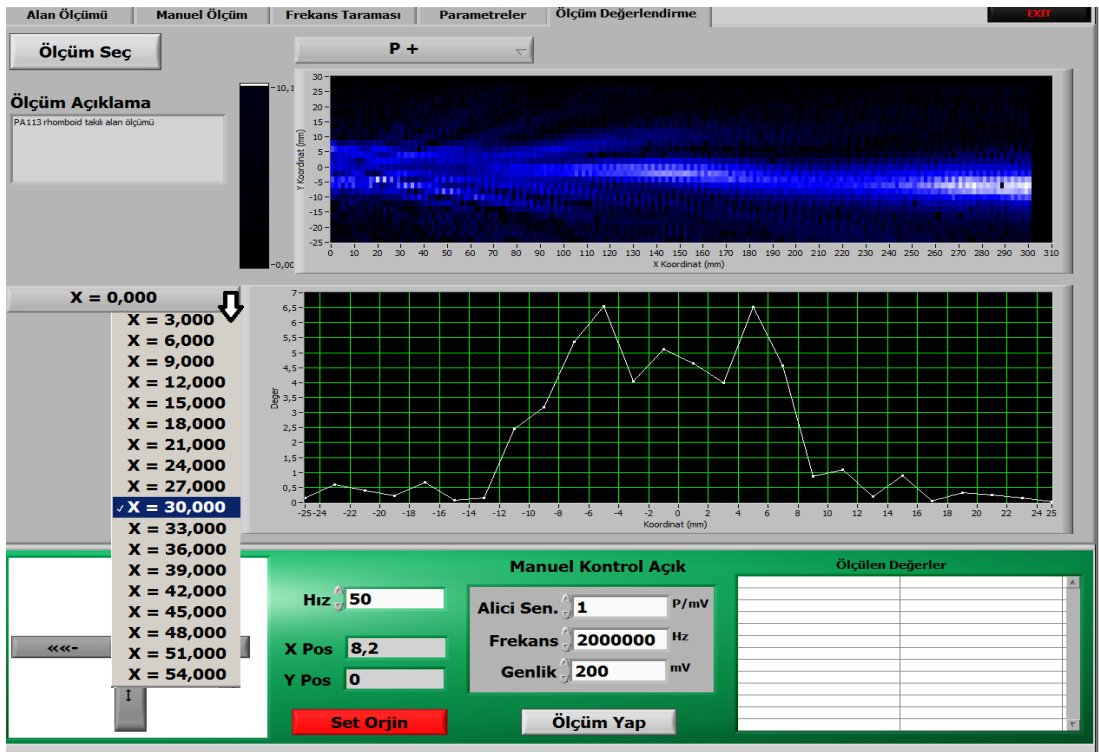 Alan Ölçümü Manuel Ölçüm Frekans Taraması Parametreler Ölçüm Değerlendirme EXIT
Ölçüm Seç
P +
Ölçüm Açıklama
PA113 rhomboid takılı alan ölçümü
-10,1
-0,00
Y Koordinat (mm)
30
25
20
15
10
5
0
-5
-10
-15
-20
-25
0 10 20 30 40 50 60 70 80 90 100 110 120 130 140 150 160 170 180 190 200 210 220 230 240 250 260 270 280 290 300 310
X Koordinat (mm)
X = 0,000
X = 3,000
X = 6,000
X = 9,000
X = 12,000
X = 15,000
X = 18,000
X = 21,000
X = 24,000
X = 27,000
✓ X = 30,000
X = 33,000
X = 36,000
X = 39,000
X = 42,000
X = 45,000
X = 48,000
X = 51,000
X = 54,000
Değer
7
6,5
6
5,5
5
4,5
4
3,5
3
2,5
2
1,5
1
0,5
0
-25 -24 -22 -20 -18 -16 -14 -12 -10 -8 -6 -4 -2 0 2 4 6 8 10 12 14 16 18 20 22 24 25
Koordinat (mm)
««-
Hız 50
X Pos 8,2
Y Pos 0
Set Orjin
Manuel Kontrol Açık
Alici Sen. 1 P/mV
Frekans 2000000 Hz
Genlik 200 mV
Ölçüm Yap
Ölçülen Değerler